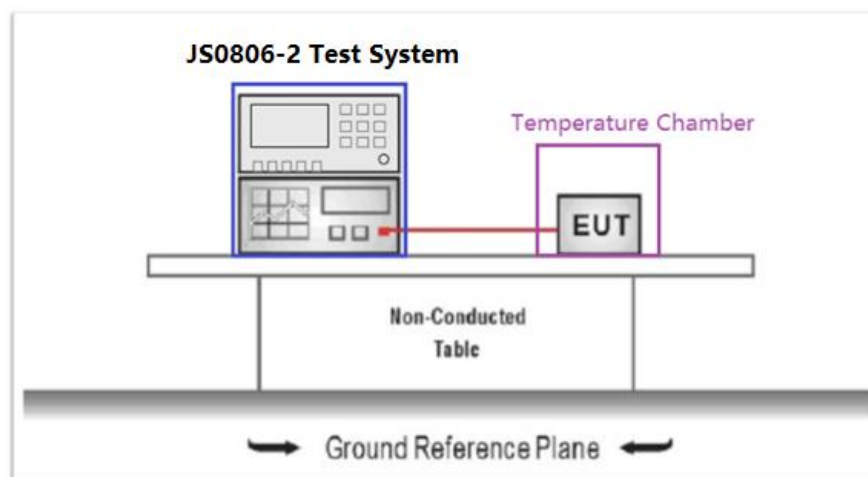 JS0806-2 Test System
Temperature Chamber
EUT
Non-Conducted
Table
Ground Reference Plane